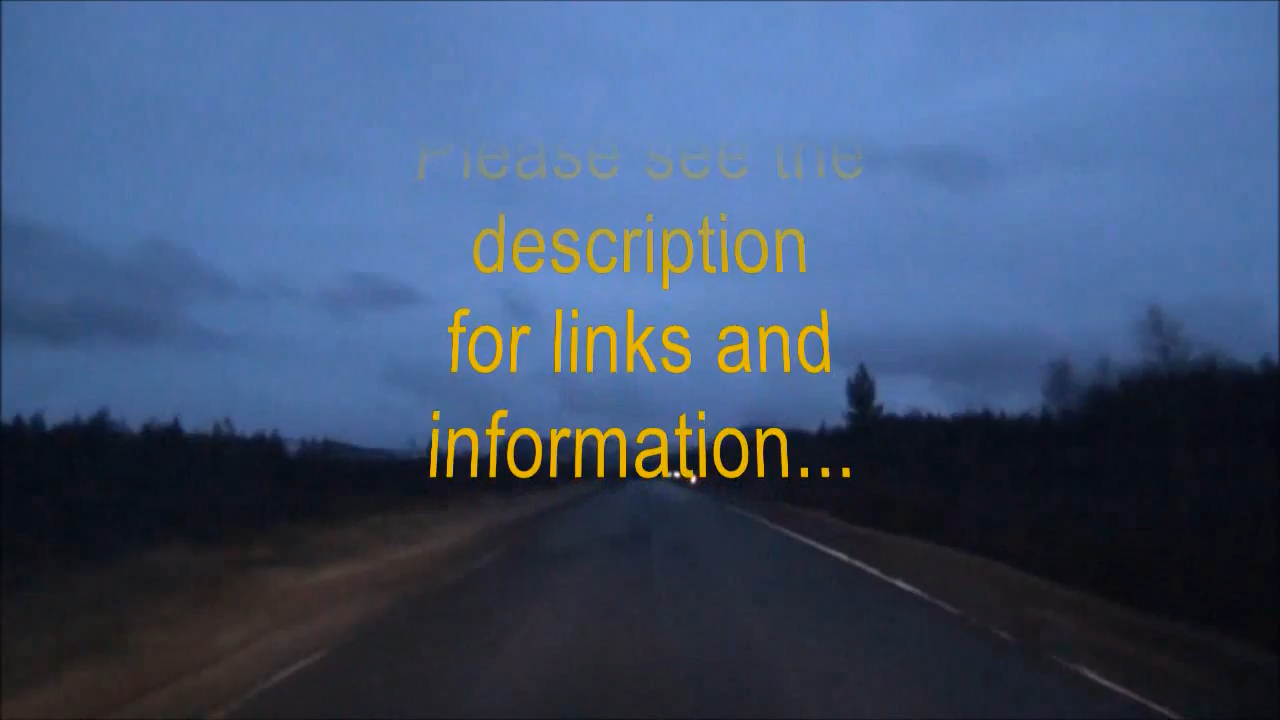 Please see the
description
for links and
information...